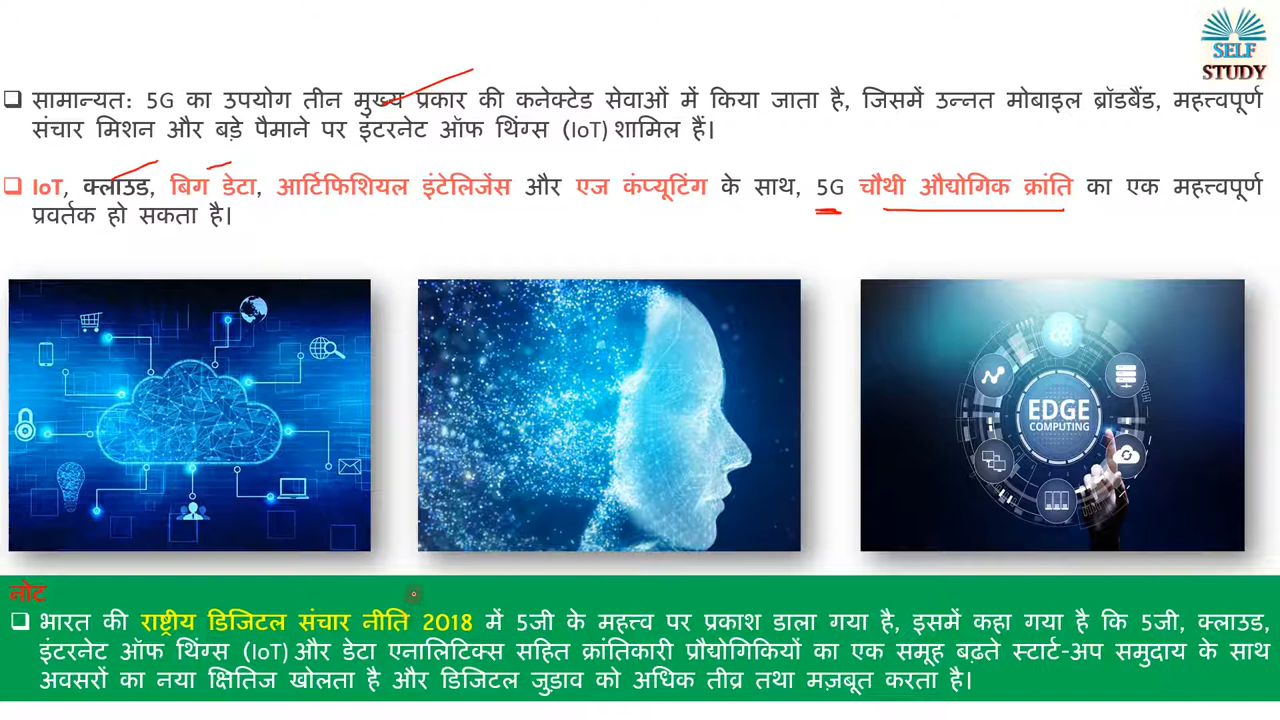 SELF
STUDY
❑ सामान्यत: 5G का उपयोग तीन मुख्य प्रकार की कनेक्टेड सेवाओं में किया जाता है, जिसमें उन्नत मोबाइल ब्रॉडबैंड, महत्त्वपूर्ण
संचार मिशन और बड़े पैमाने पर इंटरनेट ऑफ थिंग्स (IoT) शामिल हैं।
❑ IoT, क्लाउड, बिग डेटा, आर्टिफिशियल इंटेलिजेंस और एज कंप्यूटिंग के साथ, 5G चौथी औद्योगिक क्रांति का एक महत्त्वपूर्ण
प्रवर्तक हो सकता है।
EDGE
COMPUTING
नोट
❑ भारत की राष्ट्रीय डिजिटल संचार नीति 2018 में 5जी के महत्त्व पर प्रकाश डाला गया है, इसमें कहा गया है कि 5जी, क्लाउड,
इंटरनेट ऑफ थिंग्स (IoT) और डेटा एनालिटिक्स सहित क्रांतिकारी प्रौद्योगिकियों का एक समूह बढ़ते स्टार्ट-अप समुदाय के साथ
अवसरों का नया क्षितिज खोलता है और डिजिटल जुड़ाव को अधिक तीव्र तथा मज़बूत करता है।